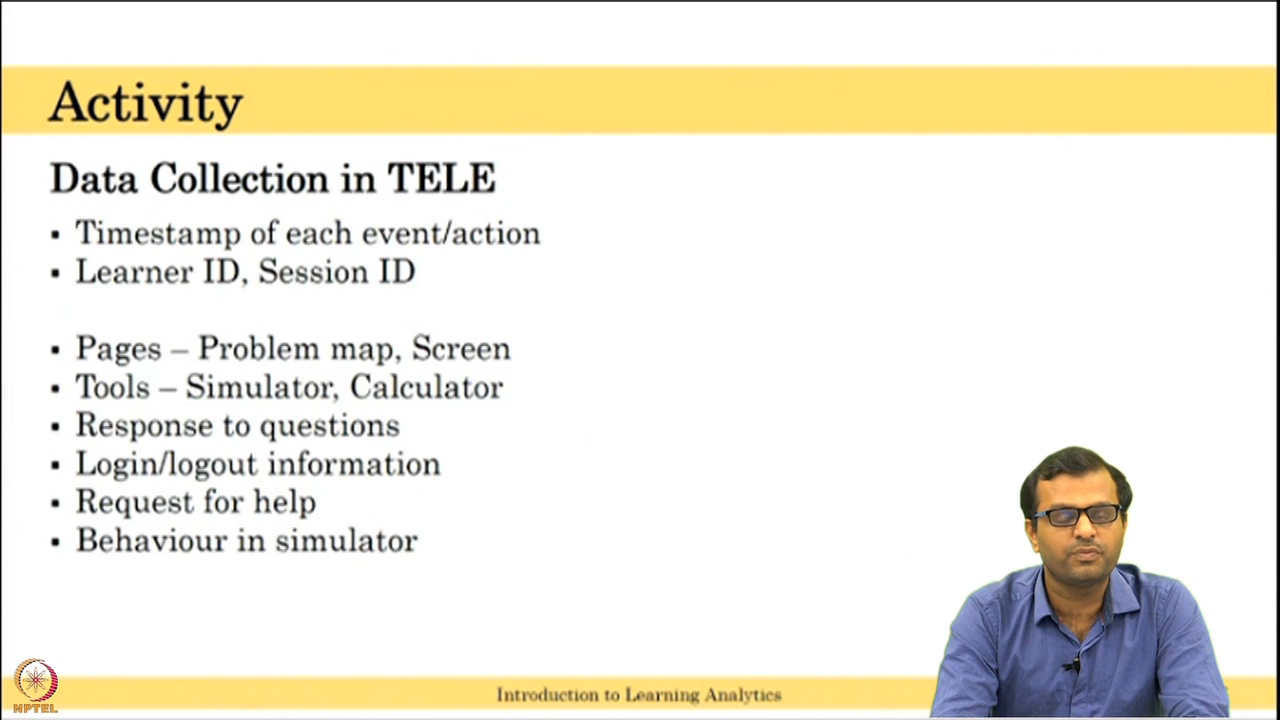 Activity
Data Collection in TELE
▪ Timestamp of each event/action
▪ Learner ID, Session ID
▪ Pages – Problem map, Screen
▪ Tools – Simulator, Calculator
▪ Response to questions
▪ Login/logout information
▪ Request for help
▪ Behaviour in simulator
NPTEL
Introduction to Learning Analytics